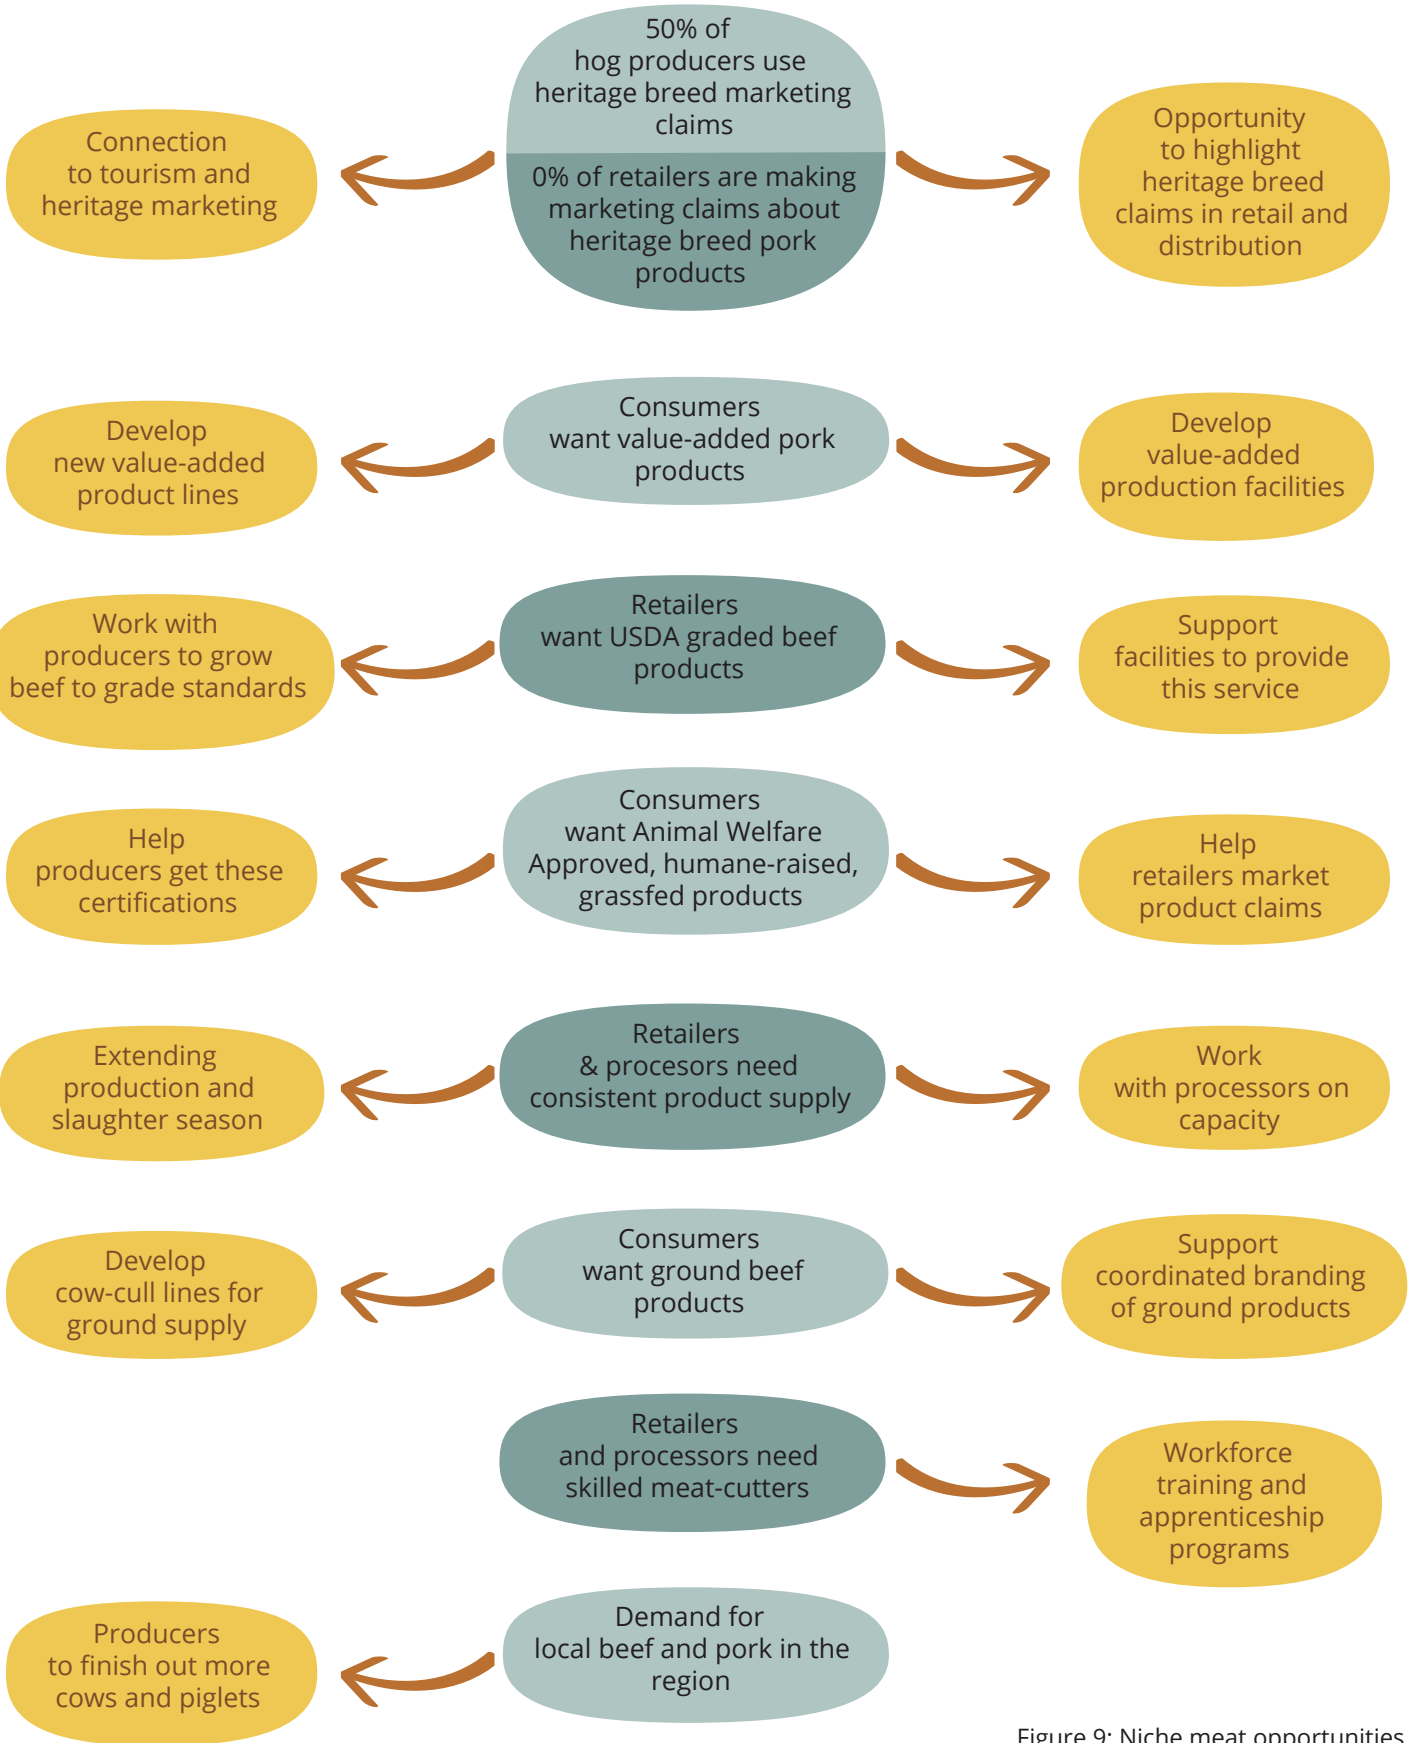 50% of
hog producers use
heritage breed marketing
claims
0% of retailers are making
marketing claims about
heritage breed pork
products
Connection
to tourism and
heritage marketing
Opportunity
to highlight
heritage breed
claims in retail and
distribution
Develop
new value-added
product lines
Consumers
want value-added pork
products
Develop
value-added
production facilities
Work with
producers to grow
beef to grade standards
Retailers
want USDA graded beef
products
Support
facilities to provide
this service
Help
producers get these
certifications
Consumers
want Animal Welfare
Approved, humane-raised,
grassfed products
Help
retailers market
product claims
Extending
production and
slaughter season
Retailers
& procesors need
consistent product supply
Work
with processors on
capacity
Develop
cow-cull lines for
ground supply
Consumers
want ground beef
products
Support
coordinated branding
of ground products
Retailers
and processors need
skilled meat-cutters
Workforce
training and
apprenticeship
programs
Producers
to finish out more
cows and piglets
Demand for
local beef and pork in the
region
Figure 9: Niche meat opportunities